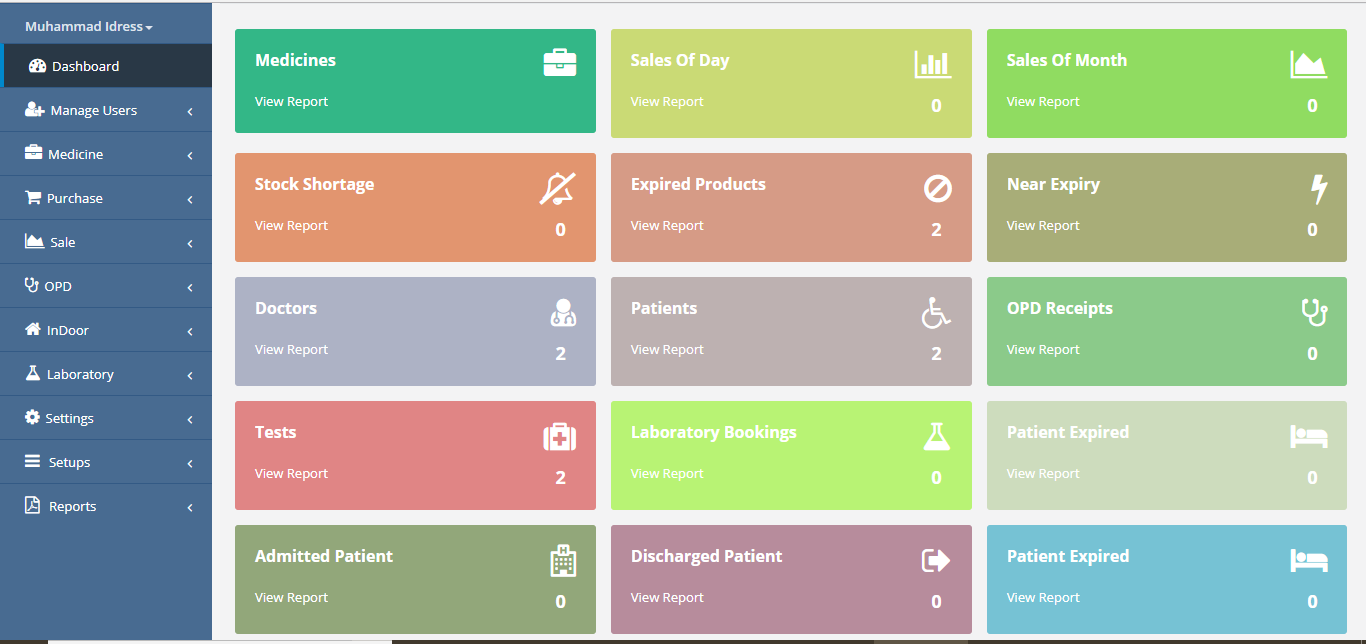 Muhammad Idress
Dashboard
Manage Users
Medicine
Purchase
Sale
OPD
InDoor
Laboratory
Settings
Setups
Reports
Medicines
View Report
Sales Of Day
View Report
0
Sales Of Month
View Report
0
Stock Shortage
View Report
0
Expired Products
View Report
2
Near Expiry
View Report
0
Doctors
View Report
2
Patients
View Report
2
OPD Receipts
View Report
0
Tests
View Report
2
Laboratory Bookings
View Report
0
Patient Expired
View Report
0
Admitted Patient
View Report
0
Discharged Patient
View Report
0
Patient Expired
View Report
0